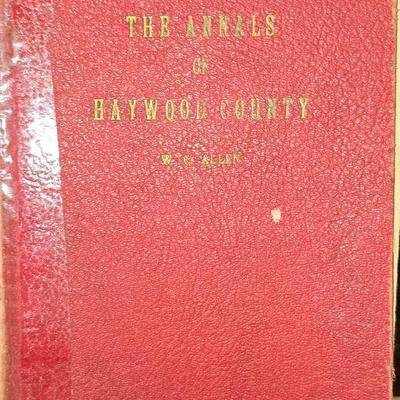 THE ANNALS
OF
HAYWOOD COUNTY
W. C. ALLEN